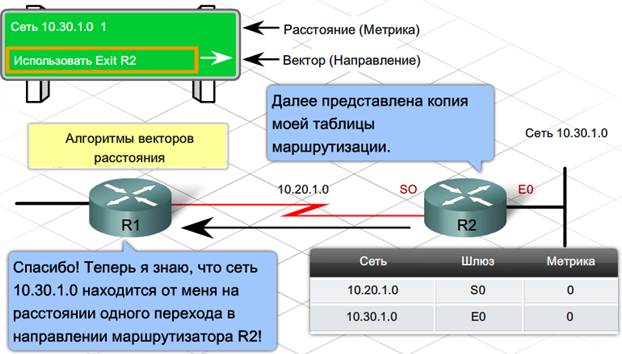 Сеть 10.30.1.0 1
Использовать Exit R2
Расстояние (Метрика)
Вектор (Направление)
Далее представлена копия
моей таблицы
маршрутизации.
Сеть 10.30.1.0
Алгоритмы векторов
расстояния
10.20.1.0
SO
E0
R1
R2
Спасибо! Теперь я знаю, что сеть
10.30.1.0 находится от меня на
расстоянии одного перехода в
направлении маршрутизатора R2!
Сеть Шлюз Метрика
10.20.1.0 S0 0
10.30.1.0 E0 0